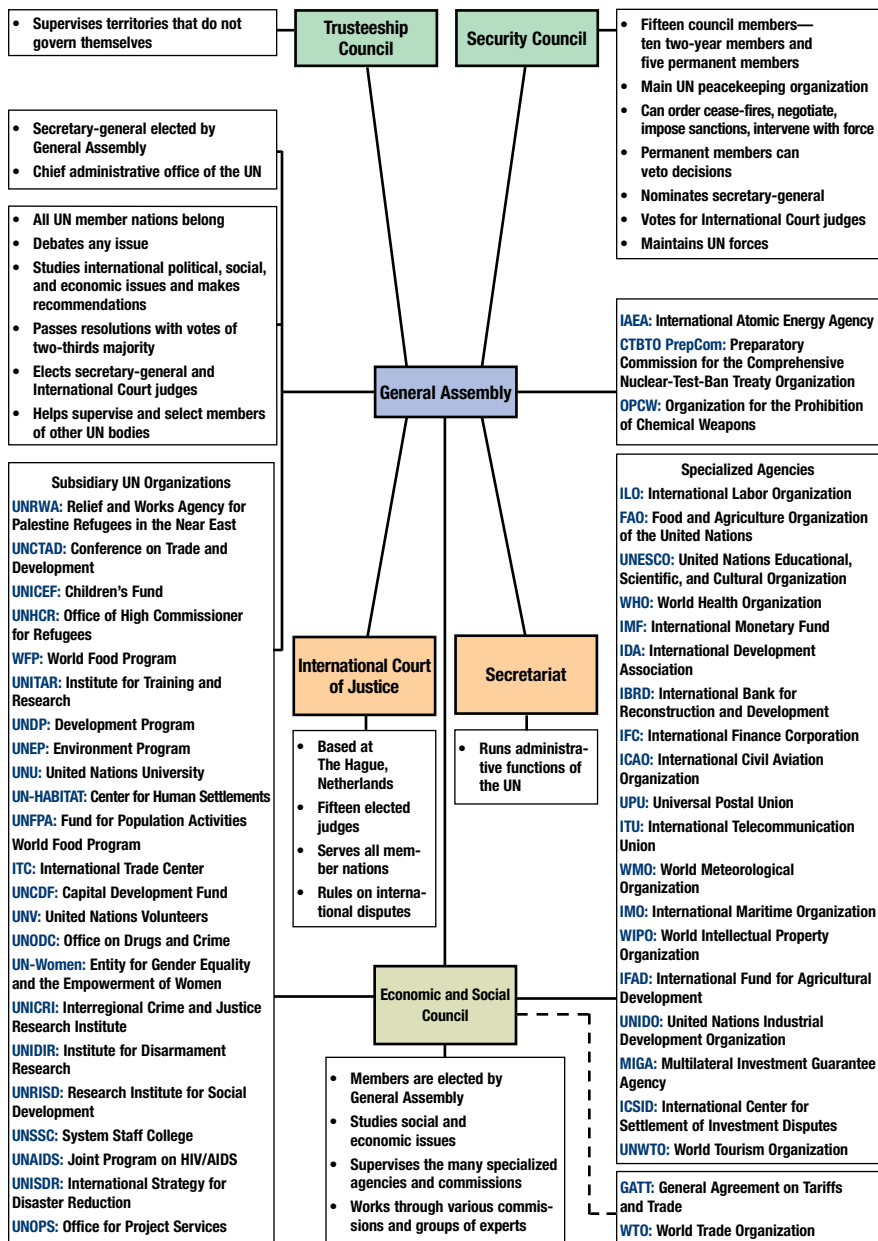 • Supervises territories that do not
govern themselves
Trusteeship
Council
Security Council
• Fifteen council members—
ten two-year members and
five permanent members
• Main UN peacekeeping organization
• Can order cease-fires, negotiate,
impose sanctions, intervene with force
• Permanent members can
veto decisions
• Nominates secretary-general
• Votes for International Court judges
• Maintains UN forces
• Secretary-general elected by
General Assembly
• Chief administrative office of the UN
• All UN member nations belong
• Debates any issue
• Studies international political, social,
and economic issues and makes
recommendations
• Passes resolutions with votes of
two-thirds majority
• Elects secretary-general and
International Court judges
• Helps supervise and select members
of other UN bodies
General Assembly
IAEA: International Atomic Energy Agency
CTBTO PrepCom: Preparatory
Commission for the Comprehensive
Nuclear-Test-Ban Treaty Organization
OPCW: Organization for the Prohibition
of Chemical Weapons
Subsidiary UN Organizations
UNRWA: Relief and Works Agency for
Palestine Refugees in the Near East
UNCTAD: Conference on Trade and
Development
UNICEF: Children's Fund
UNHCR: Office of High Commissioner
for Refugees
WFP: World Food Program
UNITAR: Institute for Training and
Research
UNDP: Development Program
UNEP: Environment Program
UNU: United Nations University
UN-HABITAT: Center for Human Settlements
UNFPA: Fund for Population Activities
World Food Program
ITC: International Trade Center
UNCDF: Capital Development Fund
UNV: United Nations Volunteers
UNODC: Office on Drugs and Crime
UN-Women: Entity for Gender Equality
and the Empowerment of Women
UNICRI: Interregional Crime and Justice
Research Institute
UNIDIR: Institute for Disarmament
Research
UNRISD: Research Institute for Social
Development
UNSSC: System Staff College
UNAIDS: Joint Program on HIV/AIDS
UNISDR: International Strategy for
Disaster Reduction
UNOPS: Office for Project Services
International Court
of Justice
• Based at
The Hague,
Netherlands
• Fifteen elected
judges
• Serves all mem-
ber nations
• Rules on interna-
tional disputes
Secretariat
• Runs administra-
tive functions of
the UN
Economic and Social
Council
• Members are elected by
General Assembly
• Studies social and
economic issues
• Supervises the many specialized
agencies and commissions
• Works through various commis-
sions and groups of experts
Specialized Agencies
ILO: International Labor Organization
FAO: Food and Agriculture Organization
of the United Nations
UNESCO: United Nations Educational,
Scientific, and Cultural Organization
WHO: World Health Organization
IMF: International Monetary Fund
IDA: International Development
Association
IBRD: International Bank for
Reconstruction and Development
IFC: International Finance Corporation
ICAO: International Civil Aviation
Organization
UPU: Universal Postal Union
ITU: International Telecommunication
Union
WMO: World Meteorological
Organization
IMO: International Maritime Organization
WIPO: World Intellectual Property
Organization
IFAD: International Fund for Agricultural
Development
UNIDO: United Nations Industrial
Development Organization
MIGA: Multilateral Investment Guarantee
Agency
ICSID: International Center for
Settlement of Investment Disputes
UNWTO: World Tourism Organization
GATT: General Agreement on Tariffs
and Trade
WTO: World Trade Organization